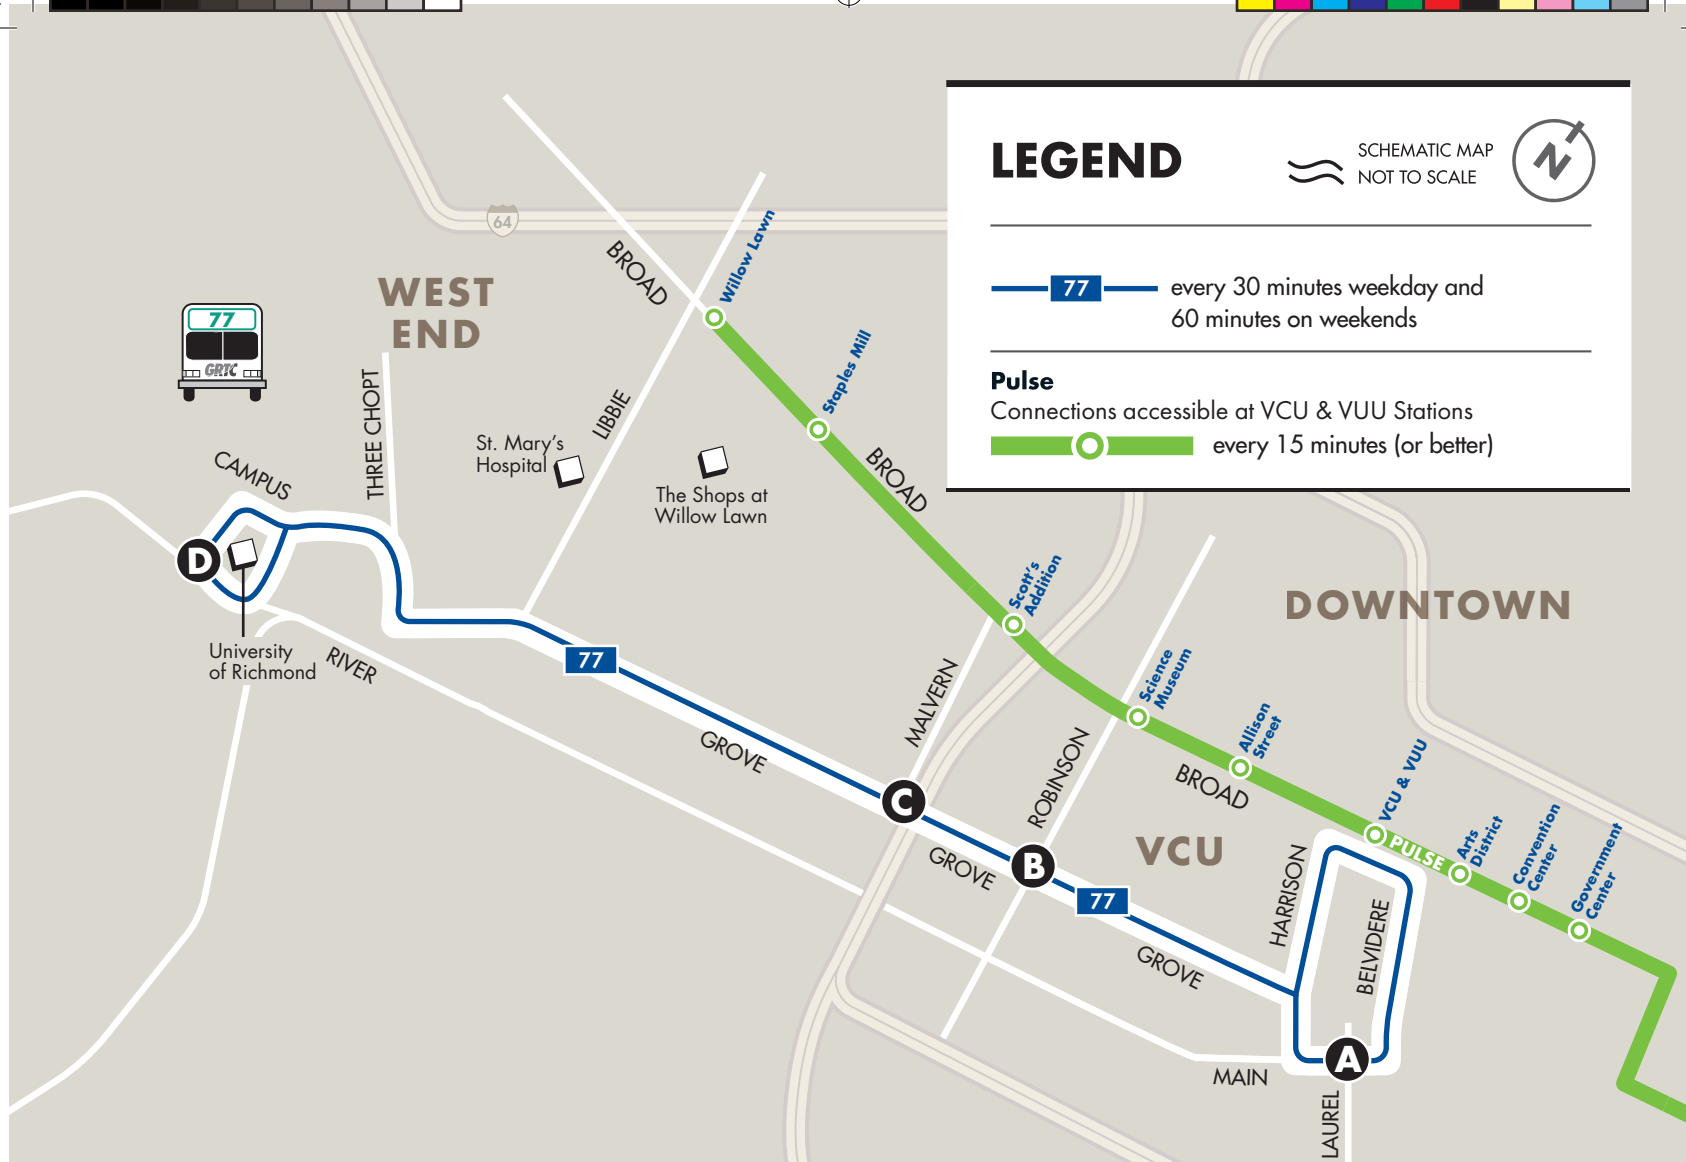 LEGEND
SCHEMATIC MAP
NOT TO SCALE
N
77
every 30 minutes weekday and
60 minutes on weekends
Pulse
Connections accessible at VCU & VUU Stations
every 15 minutes (or better)
64
BROAD
Willow Lawn
WEST
END
77
GRTC
THREE CHOPT
LIBBIE
Staples Mill
St. Mary's
Hospital
The Shops at
Willow Lawn
BROAD
CAMPUS
D
University
of Richmond
RIVER
77
GROVE
Scott's
Addition
MALVERN
DOWNTOWN
Science
Museum
Allison
Street
BROAD
ROBINSON
VCU & VUU
PULSE
Arts
District
Convention
Center
Government
Center
C
GROVE
B
VCU
77
GROVE
HARRISON
BELVIDERE
A
MAIN
LAUREL